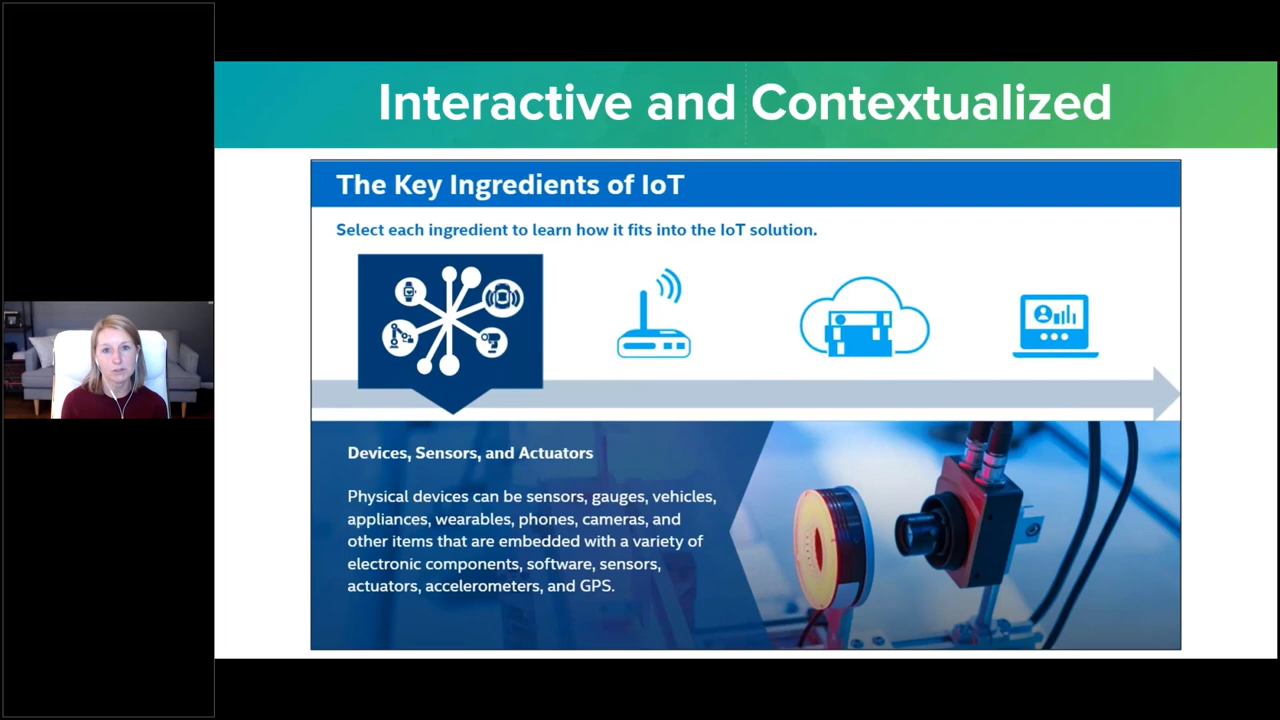 Interactive and Contextualized
The Key Ingredients of IoT
Select each ingredient to learn how it fits into the IoT solution.
Devices, Sensors, and Actuators
Physical devices can be sensors, gauges, vehicles,
appliances, wearables, phones, cameras, and
other items that are embedded with a variety of
electronic components, software, sensors,
actuators, accelerometers, and GPS.